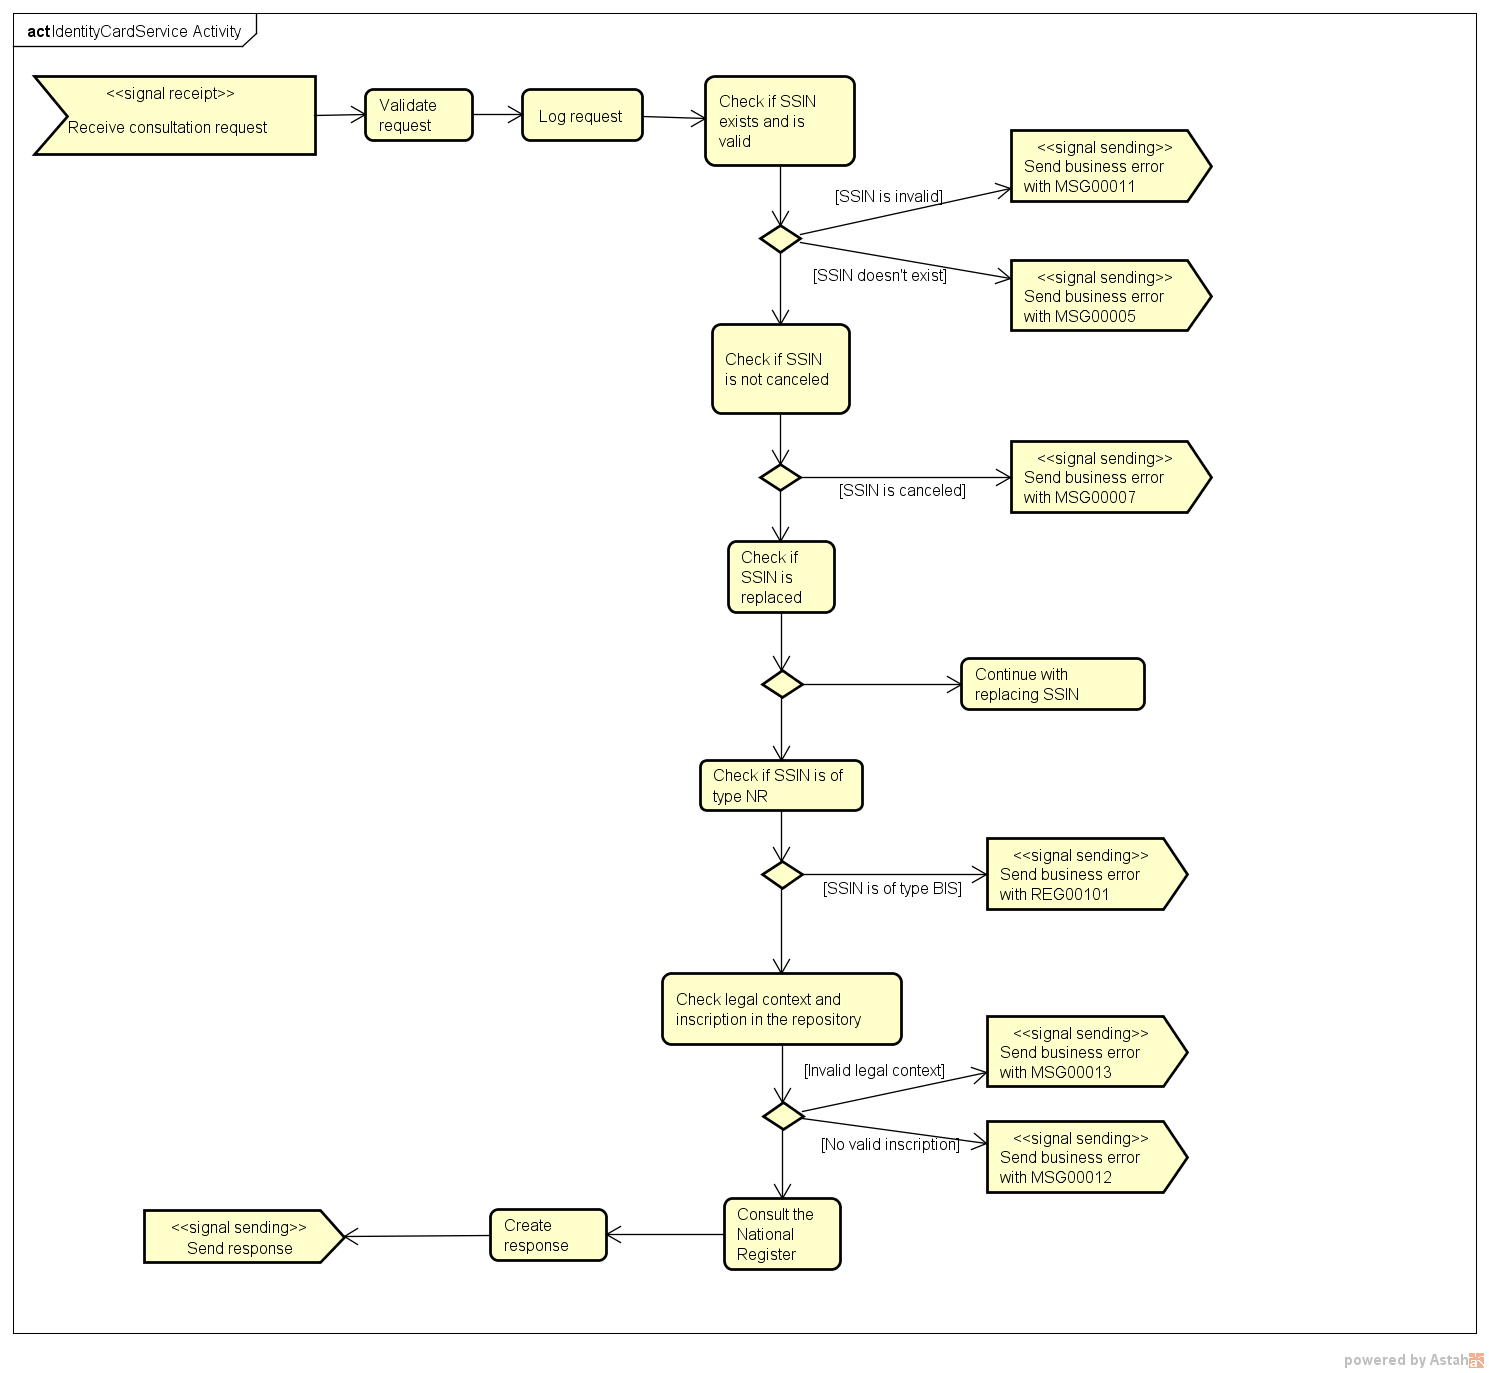 act IdentityCardService Activity
<<signal receipt>>
Receive consultation request
Validate
request
Log request
Check if SSIN
exists and is
valid
<<signal sending>>
Send business error
with MSG00011
[SSIN is invalid]
[SSIN doesn't exist]
<<signal sending>>
Send business error
with MSG00005
Check if SSIN
is not canceled
<<signal sending>>
Send business error
with MSG00007
[SSIN is canceled]
Check if
SSIN is
replaced
Continue with
replacing SSIN
Check if SSIN is of
type NR
<<signal sending>>
Send business error
with REG00101
[SSIN is of type BIS]
Check legal context and
inscription in the repository
<<signal sending>>
Send business error
with MSG00013
[Invalid legal context]
[No valid inscription]
<<signal sending>>
Send business error
with MSG00012
Consult the
National
Register
Create
response
<<signal sending>>
Send response
powered by Astah